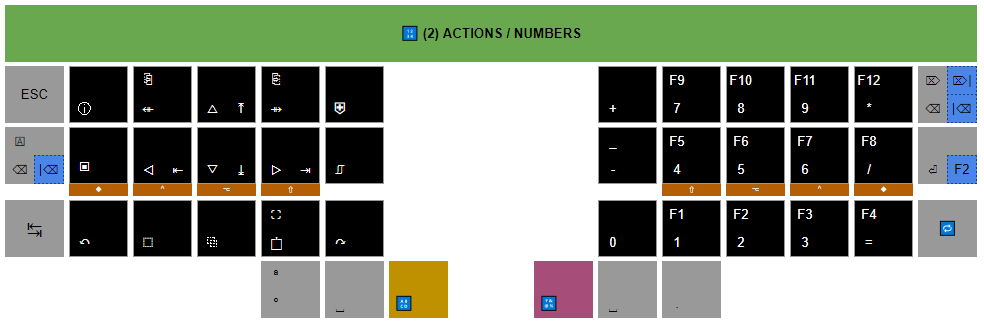 (2) ACTIONS / NUMBERS
F9 F10 F11 F12
ESC + 7 8 9 *
_ F5 F6 F7 F8
- 4 5 6 / F2
F1 F2 F3 F4
0 1 2 3 =